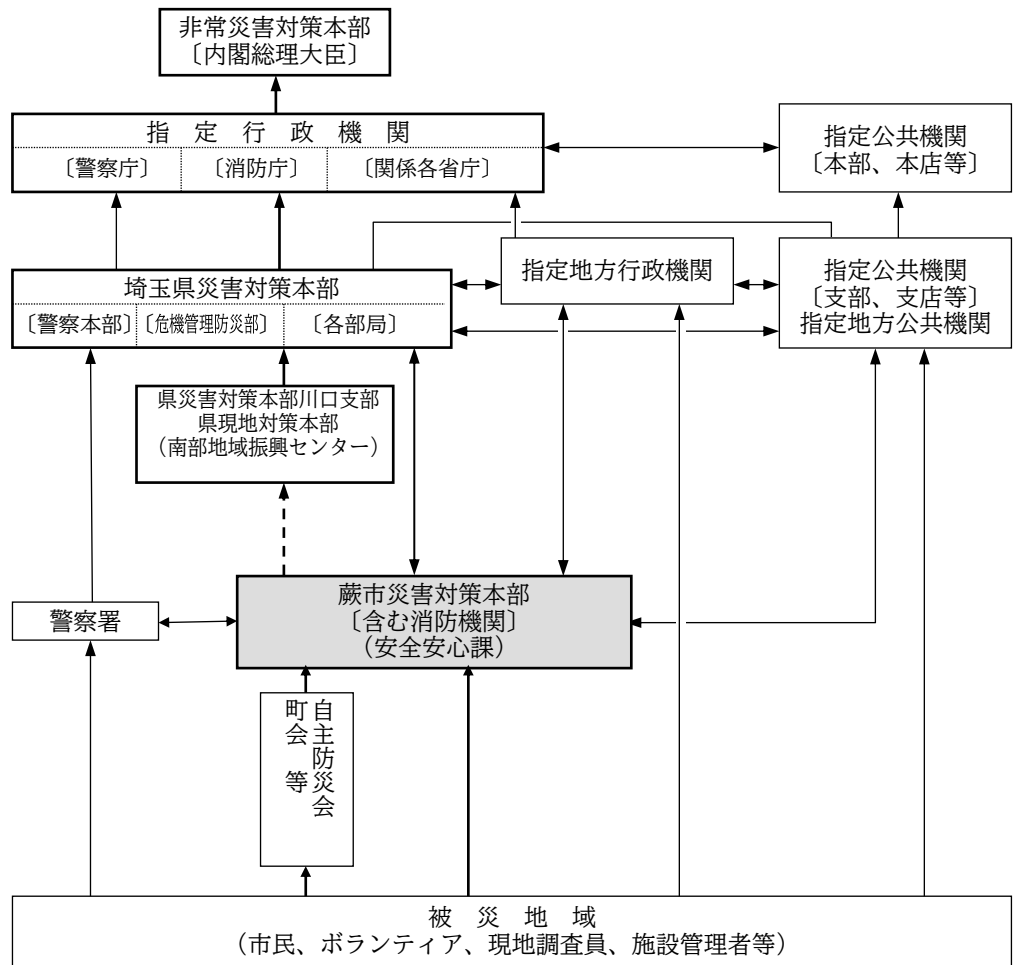 非常災害対策本部
〔内閣総理大臣〕
指定行政機関
〔警察庁〕
〔消防庁〕
〔関係各省庁〕
指定公共機関
〔本部、本店等〕
埼玉県災害対策本部
〔警察本部〕
〔危機管理防災部〕
〔各部局〕
指定地方行政機関
指定公共機関
〔支部、支店等〕
指定地方公共機関
県災害対策本部川口支部
県現地対策本部
（南部地域振興センター）
警察署
蕨市災害対策本部
〔含む消防機関〕
（安全安心課）
自主防災会
町会　等
被災地域
（市民、ボランティア、現地調査員、施設管理者等）